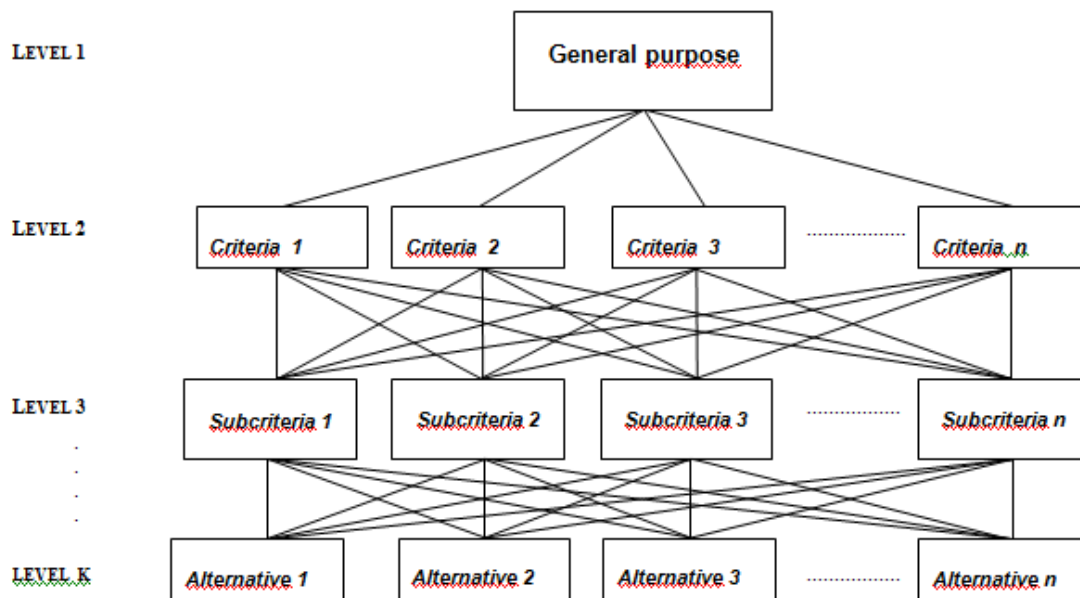 LEVEL 1
General purpose
LEVEL 2
Criteria 1
Criteria 2
Criteria 3
..................
Criteria n
LEVEL 3
Subcriteria 1
Subcriteria 2
Subcriteria 3
.................
Subcriteria n
.
.
.
.
LEVEL K
Alternative 1
Alternative 2
Alternative 3
.................
Alternative n